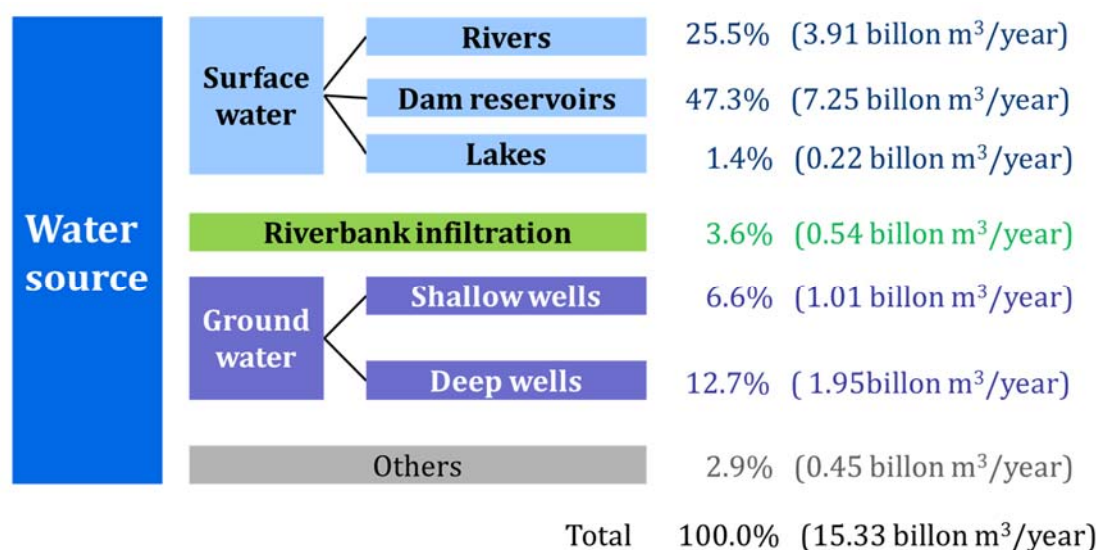 Water
source
Surface
water
Rivers 25.5% (3.91 billon m³/year)
Dam reservoirs 47.3% (7.25 billon m³/year)
Lakes 1.4% (0.22 billon m³/year)
Riverbank infiltration 3.6% (0.54 billon m³/year)
Ground
water
Shallow wells 6.6% (1.01 billon m³/year)
Deep wells 12.7% ( 1.95billon m³/year)
Others 2.9% (0.45 billon m³/year)
Total 100.0% (15.33 billon m³/year)